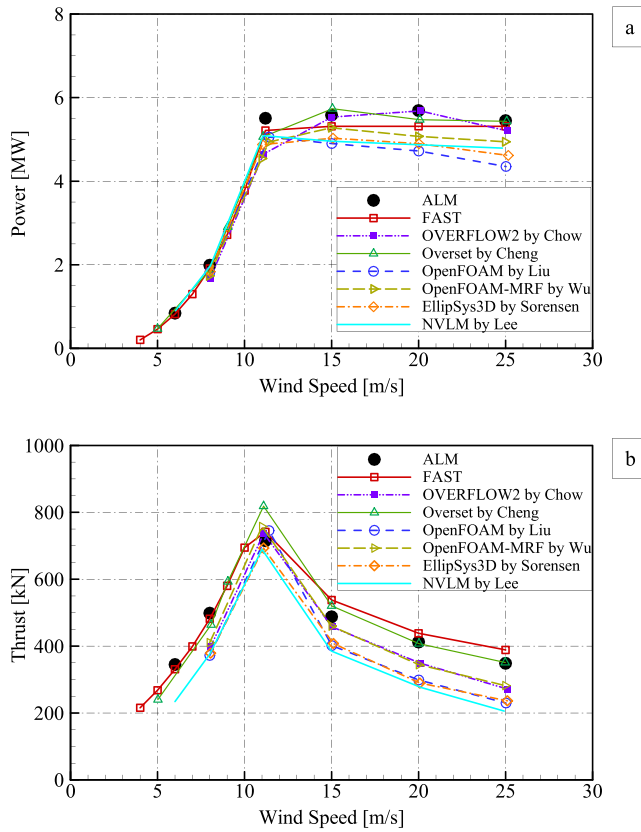 a
8
6
4
2
0
Power [MW]
ALM
FAST
OVERFLOW2 by Chow
Overset by Cheng
OpenFOAM by Liu
OpenFOAM-MRF by Wu
EllipSys3D by Sorensen
NVLM by Lee
0 5 10 15 20 25 30
Wind Speed [m/s]
b
1000
800
600
400
200
0
Thrust [kN]
ALM
FAST
OVERFLOW2 by Chow
Overset by Cheng
OpenFOAM by Liu
OpenFOAM-MRF by Wu
EllipSys3D by Sorensen
NVLM by Lee
0 5 10 15 20 25 30
Wind Speed [m/s]